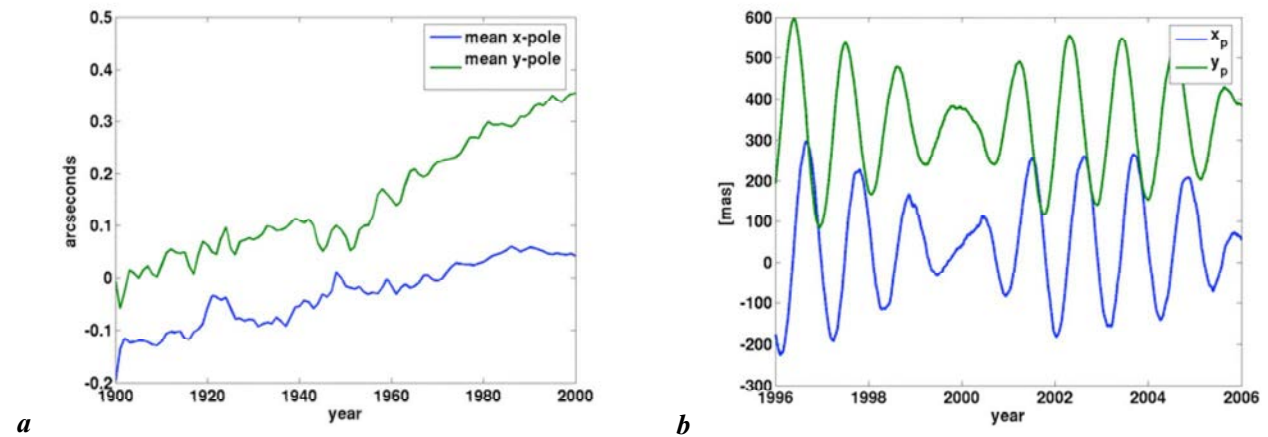 0.5
0.4
0.3
0.2
0.1
0
-0.1
-0.2
arcseconds
mean x-pole
mean y-pole
1900 1920 1940 1960 1980 2000
year
a
600
500
400
300
200
100
0
-100
-200
-300
[mas]
xp
yp
1996 1998 2000 2002 2004 2006
year
b